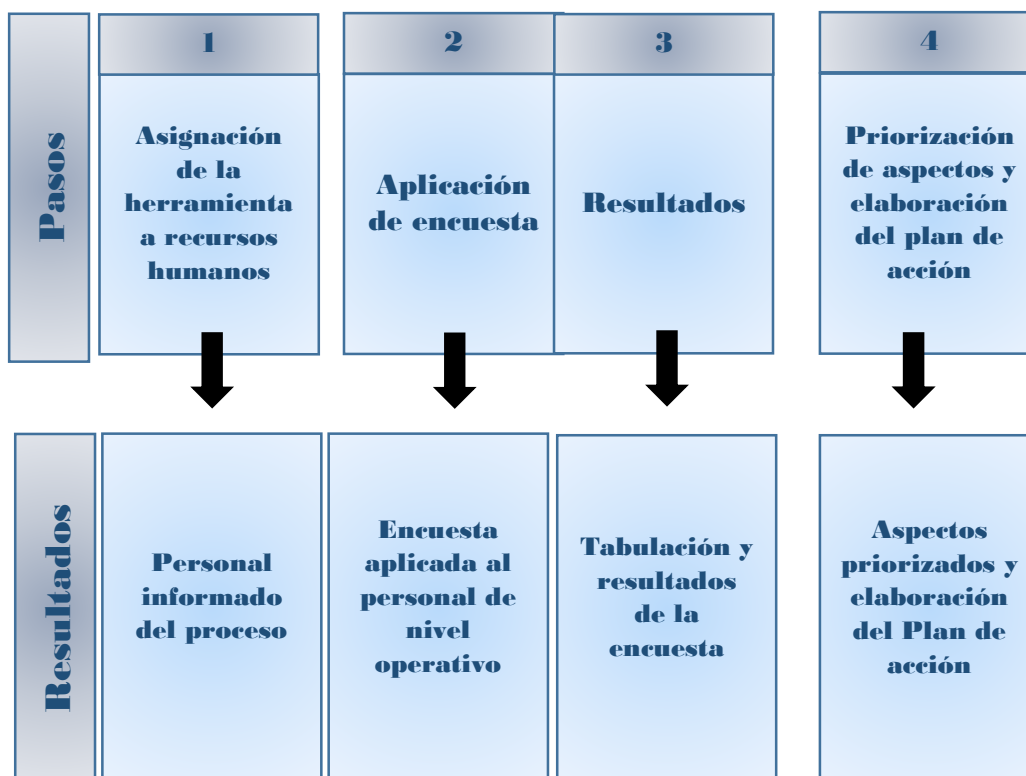 Pasos
1
Asignación
de la
herramienta
a recursos
humanos
2
Aplicación
de encuesta
3
Resultados
4
Priorización
de aspectos y
elaboración
del plan de
acción
Resultados
Personal
informado
del proceso
Encuesta
aplicada al
personal de
nivel
operativo
Tabulación y
resultados
de la
encuesta
Aspectos
priorizados y
elaboración
del Plan de
acción